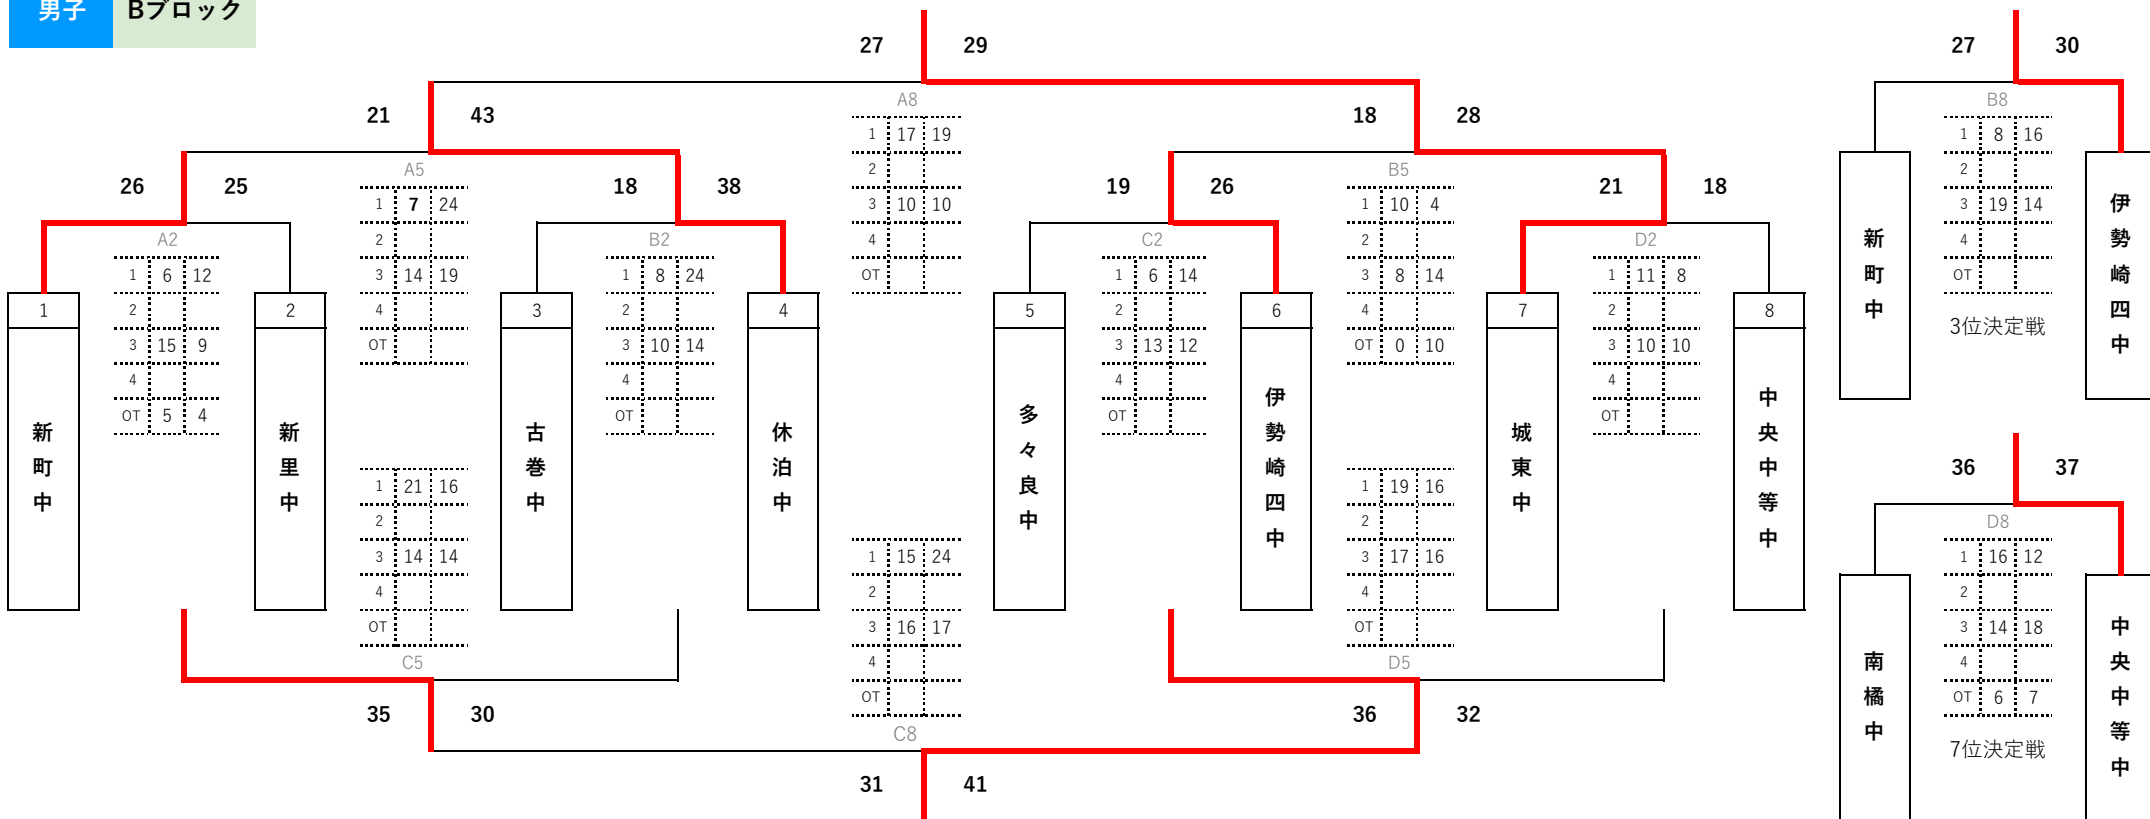 男子 Bブロック
27 29
27 30
21 43
18 28
A8
1 17 19
2
3 10 10
4
OT
B8
1 8 16
2
3 19 14
4
OT
3位決定戦
新町中
伊勢崎四中
26 25
18 38
19 26
21 18
A5
1 7 24
2
3 14 19
4
OT
B5
1 10 4
2
3 8 14
4
OT 0 10
A2
1 6 12
2
3 15 9
4
OT 5 4
B2
1 8 24
2
3 10 14
4
OT
C2
1 6 14
2
3 13 12
4
OT
D2
1 11 8
2
3 10 10
4
OT
1
新町中
2
新里中
3
古巻中
4
休泊中
5
多々良中
6
伊勢崎四中
7
城東中
8
中央中等中
1 21 16
2
3 14 14
4
OT
C5
35 30
1 19 16
2
3 17 16
4
OT
D5
36 32
1 15 24
2
3 16 17
4
OT
C8
31 41
36 37
D8
1 16 12
2
3 14 18
4
OT 6 7
7位決定戦
南橘中
中央中等中